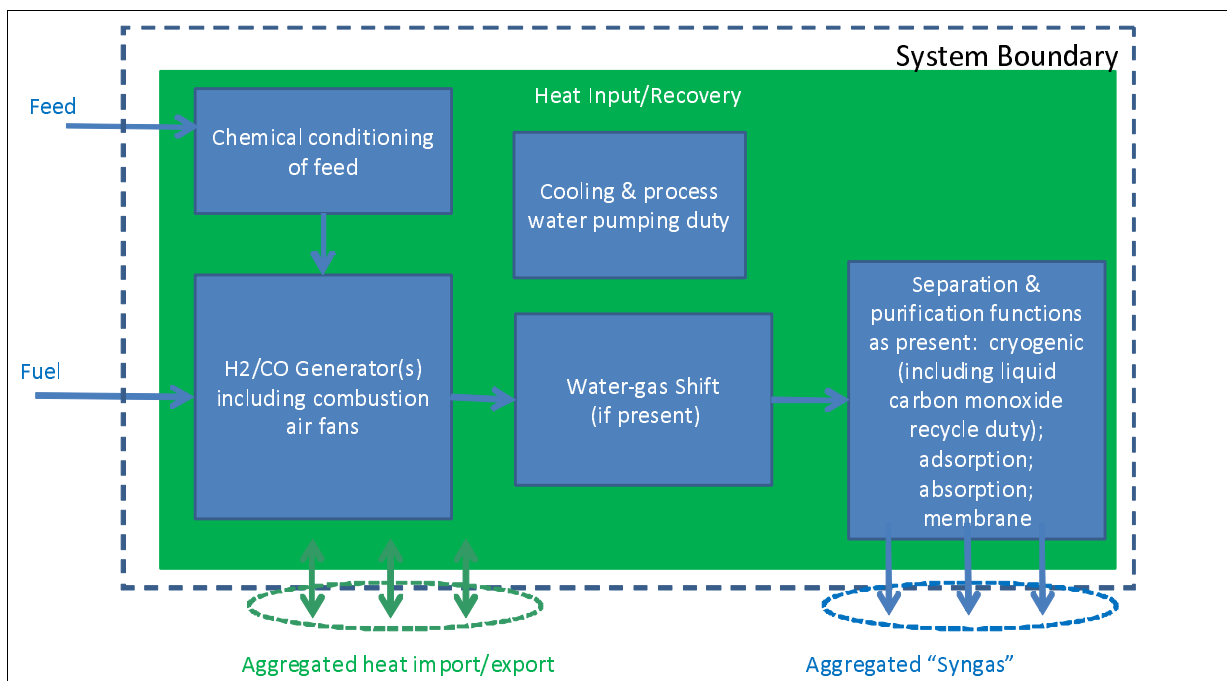 System Boundary
Heat Input/Recovery
Feed
Chemical conditioning
of feed
Cooling & process
water pumping duty
Fuel
H2/CO Generator(s)
including combustion
air fans
Water-gas Shift
(if present)
Separation &
purification functions
as present:  cryogenic
(including liquid
carbon monoxide
recycle duty);
adsorption;
absorption;
membrane
Aggregated heat import/export
Aggregated “Syngas”